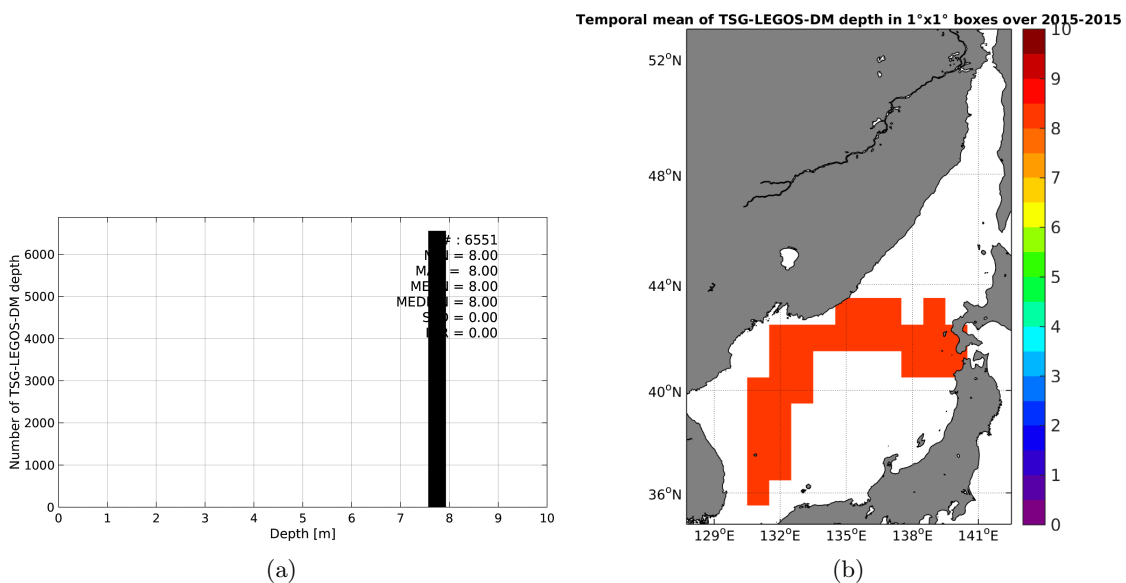 Temporal mean of TSG-LEGOS-DM depth in 1°x1° boxes over 2015-2015
Number of TSG-LEGOS-DM depth
6000
5000
4000
3000
2000
1000
0
0 1 2 3 4 5 6 7 8 9 10
Depth [m]
# : 6551
= 8.00
= 8.00
= 8.00
= 8.00
= 0.00
= 0.00
(a)
52°N
48°N
44°N
40°N
36°N
129°E 132°E 135°E 138°E 141°E
10
9
8
7
6
5
4
3
2
1
0
(b)